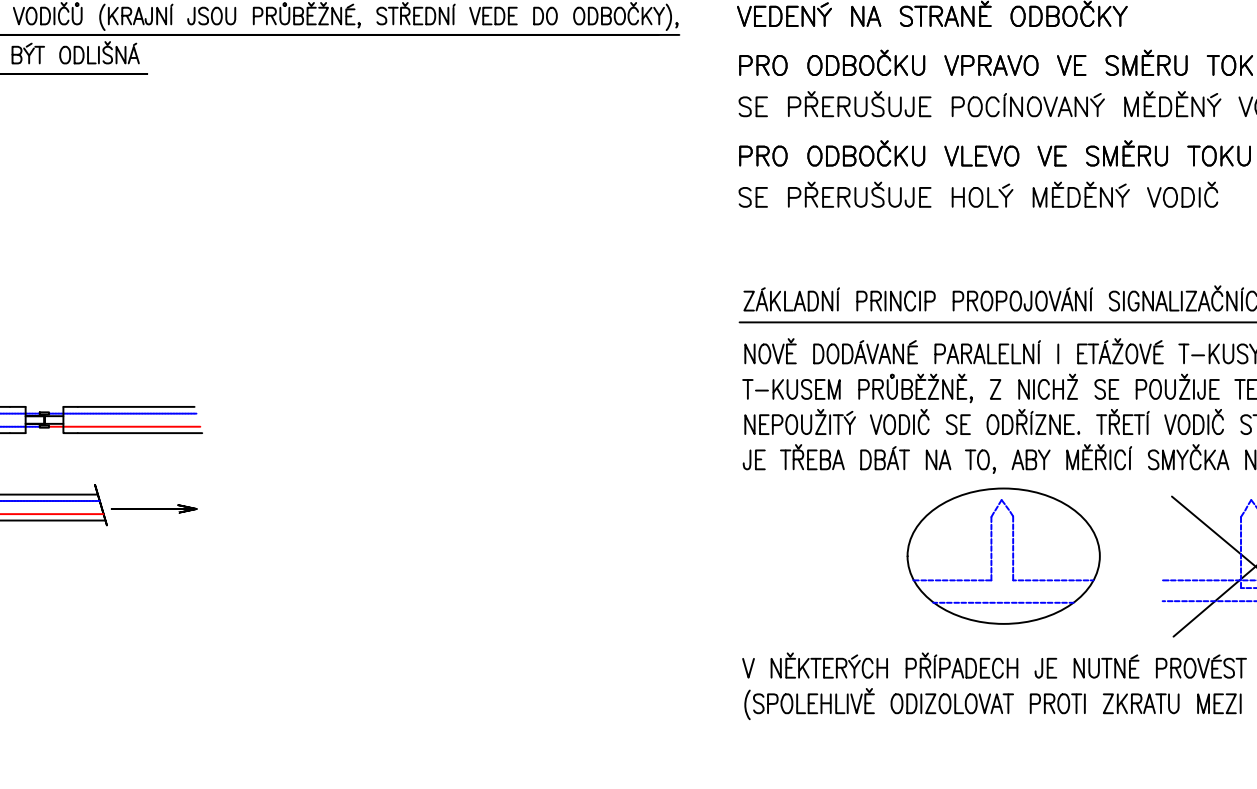 VODIČŮ (KRAJNÍ JSOU PRŮBĚŽNÉ, STŘEDNÍ VEDE DO ODBOČKY),
BÝT ODLIŠNÁ
VEDENÝ NA STRANĚ ODBOČKY
PRO ODBOČKU VPRAVO VE SMĚRU TOK
SE PŘERUŠUJE POCÍNOVANÝ MĚDĚNÝ
PRO ODBOČKU VLEVO VE SMĚRU TOKU
SE PŘERUŠUJE HOLÝ MĚDĚNÝ VODIČ
ZÁKLADNÍ PRINCIP PROPOJOVÁNÍ
NOVĚ DODÁVANÉ PARALELNÍ I ETÁŽOVÉ T-KUSY
T-KUSEM PRŮBĚŽNĚ, Z NICHŽ SE POUŽIJE
NEPOUŽITÝ VODIČ SE ODŘÍZNE. TŘETÍ VODIČ
JE TŘEBA DBÁT NA TO, ABY MĚŘICÍ SMYČKA
V NĚKTERÝCH PŘÍPADECH JE NUTNÉ PROVÉST
(SPOLEHLIVĚ ODIZOLOVAT PROTI ZKRATU MEZI